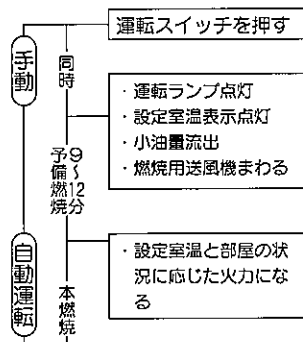 運転スイッチを押す
手動
同時
・運転ランプ点灯
・設定室温表示点灯
・小油量流出
・燃焼用送風機まわる
9～12分
予備燃焼
自動運転
・設定室温と部屋の状
況に応じた火力にな
る
本燃焼